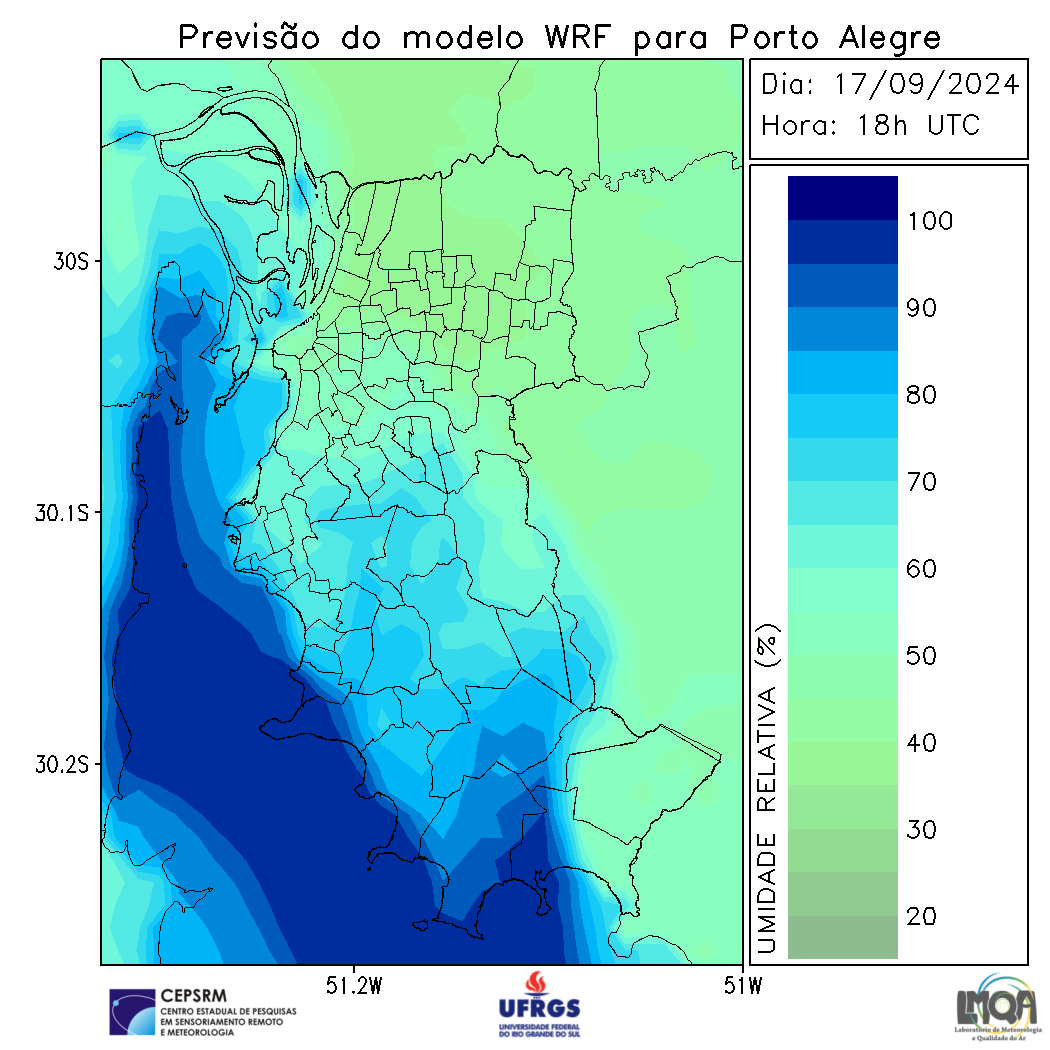 Previsão do modelo WRF para Porto Alegre
Dia: 17/09/2024
Hora: 18h UTC
30S
30.1S
30.2S
51.2W
51W
100
90
80
70
60
50
40
30
20
UMIDADE RELATIVA (%)
CEPSRM
CENTRO ESTADUAL DE PESQUISAS
EM SENSORIAMENTO REMOTO
E METEOROLOGIA
UFRGS
UNIVERSIDADE FEDERAL
DO RIO GRANDE DO SUL
LMQA
Laboratório de Meteorologia
e Qualidade do Ar